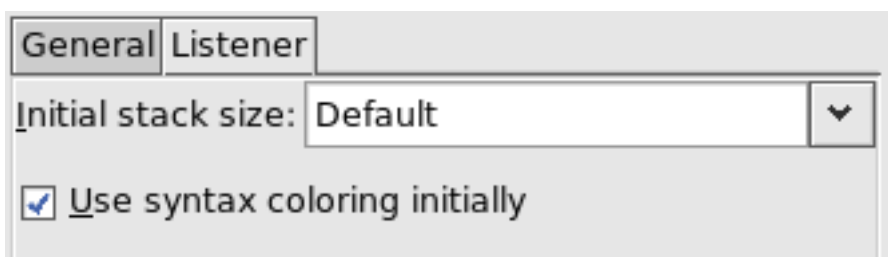 General Listener
Initial stack size: Default
Use syntax coloring initially